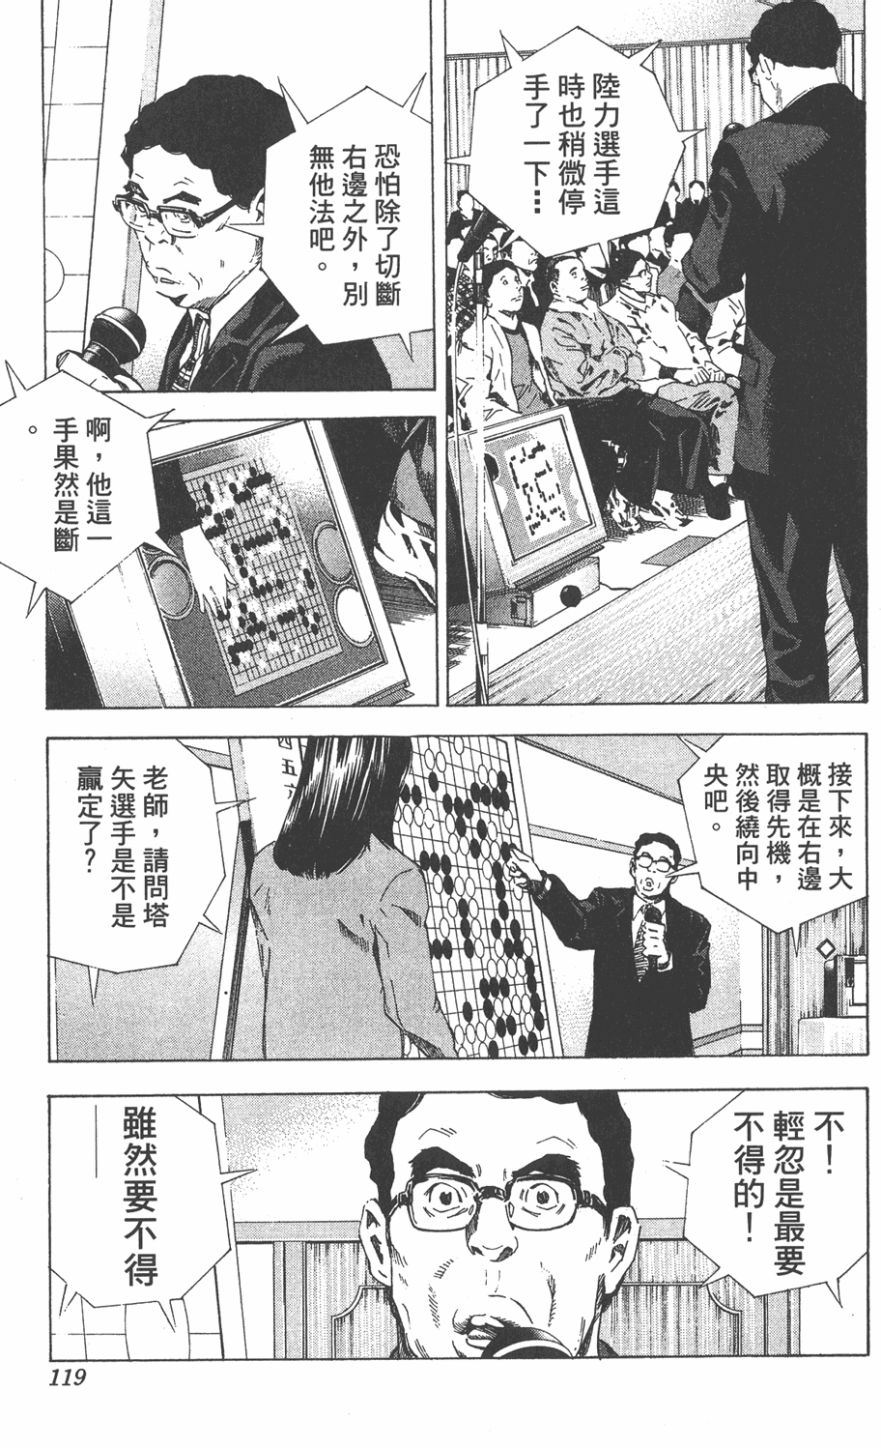 陸力選手這
時也稍微停
手了一下…
恐怕除了切斷
右邊之外，別
無他法吧。
啊，他這一
手果然是斷
。
接下來，大
概是在右邊
取得先機，
然後繞向中
央吧。
四五六
老師，請問塔
矢選手是不是
贏定了?
不!
輕忽是最要
不得的!
雖然要不得
——
119